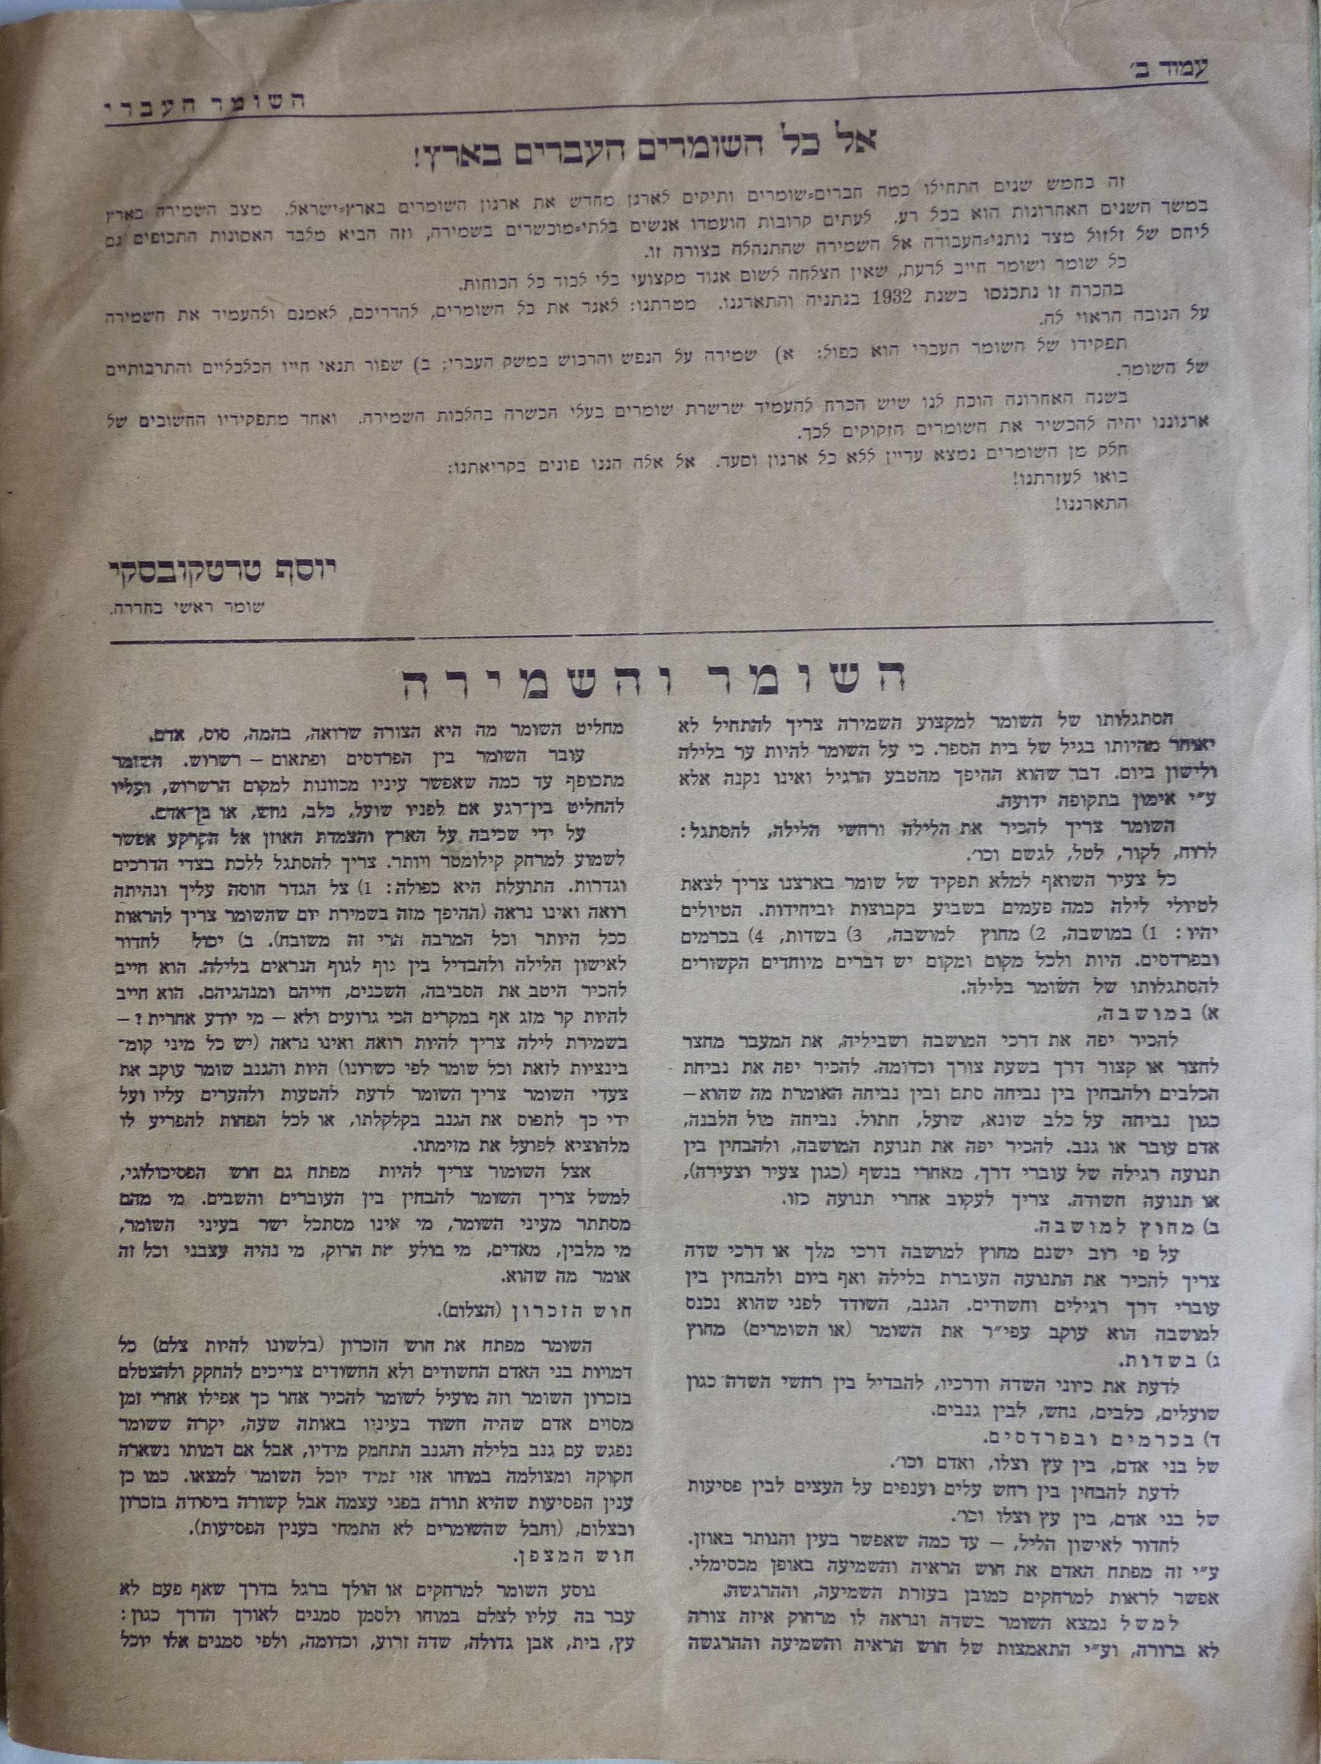 עמוד ב׳
השומר העברי
אל כל השומרים העברים בארץ!
זה כחמש שנים התחילו כמה חברים=שומרים ותיקים לארגן מחדש את ארגון השומרים בארץ=ישראל. מצב השמירה בארץ
במשך השנים האחרונות הוא בכל רע. לעתים קרובות הועמדו אנשים בלתי=מוכשרים בשמירה, וזה הביא מלבד האסונות התכופים גם
ליחס של זלזול מצד נותני=העבודה אל השמירה שהתנהלה בצורה זו.
כל שומר ושומר חייב לדעת, שאין הצלחה לשום אגוד מקצועי בלי לכוד כל הכוחות.
בהכרה זו נתכנסו בשנת 1932 בנתניה והתארגנו. מטרתנו: לאגד את כל השומרים, להדריכם, לאמנם ולהעמיד את השמירה
על הגובה הראוי לה.
תפקידו של השומר העברי הוא כפול: א) שמירה על הנפש והרכוש במשק העברי; ב) שפור תנאי חייו הכלכליים והתרבותיים
של השומר.
בשנה האחרונה הוכח לנו שיש הכרח להעמיד שרשרת שומרים בעלי הכשרה בהלכות השמירה. ואחד מתפקידיו החשובים של
ארגוננו יהיה להכשיר את השומרים הזקוקים לכך.
חלק מן השומרים נמצא עדיין ללא כל ארגון וסעד. אל אלה הננו פונים בקריאתנו:
בואו לעזרתנו!
התארגנו!
יוסף טרטקובסקי
שומר ראשי בחדרה.
השומר והשמירה
הסתגלותו של השומר למקצוע השמירה צריך להתחיל לא
יאוחר מהיותו בגיל של בית הספר. כי על השומר להיות ער בלילה
ולישון ביום. דבר שהוא ההיפך מהטבע הרגיל ואינו נקנה אלא
ע״י אימון בתקופה ידועה.
השומר צריך להכיר את הלילה ורחשי הלילה, להסתגל:
לרוח, לקור, לטל, לגשם וכו׳.
כל צעיר השואף למלא תפקיד של שומר בארצנו צריך לצאת
לטיולי לילה כמה פעמים בשביע בקבוצות וביחידות. הטיולים
יהיו: 1) במושבה, 2) מחוץ למושבה, 3) בשדות, 4) בכרמים
ובפרדסים. היות ולכל מקום ומקום יש דברים מיוחדים הקשורים
להסתגלותו של השומר בלילה.
א) במושבה,
להכיר יפה את דרכי המושבה ושביליה, את המעבר מחצר
לחצר או קצור דרך בשעת צורך וכדומה. להכיר יפה את נביחת
הכלבים ולהבחין בין נביחה סתם ובין נביחה האומרת מה שהוא —
כגון נביחה על כלב שונא, שועל, חתול. נביחה מול הלבנה,
אדם עובר או גנב. להכיר יפה את תנועת המושבה, ולהבחין בין
תנועה רגילה של עוברי דרך, מאחרי בנשף (כגון צעיר וצעירה),
או תנועה חשודה. צריך לעקוב אחרי תנועה כזו.
ב) מחוץ למושבה.
על פי רוב ישנם מחוץ למושבה דרכי מלך או דרכי שדה
צריך להכיר את התנועה העוברת בלילה ואף ביום ולהבחין בין
עוברי דרך רגילים וחשודים. הגנב, השודד לפני שהוא נכנס
למושבה הוא עוקב עפי״ר את השומר (או השומרים) מחוץ
ג) בשדות.
לדעת את כיוני השדה ודרכיו, להבדיל בין רחשי השדה כגון
שועלים, כלבים, נחש, לבין גנבים.
ד) בכרמים ובפרדסים.
של בני אדם, בין עץ וצלו, ואדם וכו׳.
לדעת להבחין בין רחש עלים וענפים על העצים לבין פסיעות
של בני אדם, בין עץ וצלו וכו׳.
לחדור לאישון הליל, — עד כמה שאפשר בעין והנותר באוזן.
ע״י זה מפתח האדם את חוש הראיה והשמיעה באופן מכסימלי.
אפשר לראות למרחקים כמובן בעזרת השמיעה, וההרגשה.
למשל נמצא השומר בשדה ונראה לו מרחוק איזה צורה
לא ברורה, וע״י התאמצות של חוש הראיה והשמיעה וההרגשה
מחליט השומר מה היא הצורה שרואה, בהמה, סוס, אדם.
עובר השומר בין הפרדסים ופתאום — רשרוש. השומר
מתכופף עד כמה שאפשר עיניו מכוונות למקום הרשרוש, ועליו
להחליט בין־רגע אם לפניו שועל, כלב, נחש, או בן־אדם.
על ידי שכיבה על הארץ והצמדת האוזן אל הקרקע אפשר
לשמוע למרחק קילומטר ויותר. צריך להסתגל ללכת בצדי הדרכים
וגדרות. התועלת היא כפולה: 1) צל הגדר חוסה עליך ונהיתה
רואה ואינו נראה (ההיפך מזה בשמירת יום שהשומר צריך להראות
ככל היותר וכל המרבה הרי זה משובח). ב) יכול לחדור
לאישון הלילה ולהבדיל בין גוף לגוף הנראים בלילה. הוא חייב
להכיר היטב את הסביבה, השכנים, חייהם ומנהגיהם. הוא חייב
להיות קר מזג אף במקרים הכי גרועים ולא — מי יודע אחרית? —
בשמירת לילה צריך להיות רואה ואינו נראה (יש כל מיני קומ־
בינציות לזאת וכל שומר לפי כשרונו) היות והגנב שומר עוקב את
צעדי השומר צריך השומר לדעת להטעות ולהערים עליו ועל
ידי כך לתפוס את הגנב בקלקלתו, או לכל הפחות להפריע לו
מלהוציא לפועל את מזימתו.
אצל השומור צריך להיות מפתח גם חוש הפסיכולוגי,
למשל צריך השומר להבחין בין העוברים והשבים. מי מהם
מסתתר מעיני השומר, מי אינו מסתכל ישר בעיני השומר,
מי מלבין, מאדים, מי בולע את הרוק, מי נהיה עצבני וכל זה
אומר מה שהוא.
חוש הזכרון (הצלום).
השומר מפתח את חוש הזכרון (בלשונו להיות צלם) כל
דמויות בני האדם החשודים ולא החשודים צריכים להחקק ולהצטלם
בזכרון השומר וזה מועיל לשומר להכיר אחר כך אפילו אחרי זמן
מסוים אדם שהיה חשוד בעיניו באותה שעה, יקרה ששומר
נפגש עם גנב בלילה והגנב התחמק מידיו, אבל אם דמותו נשארה
חקוקה ומצולמה במוחו אזי תמיד יוכל השומר למצאו. כמו כן
ענין הפסיעות שהיא תורה בפני עצמה אבל קשורה ביסודה בזכרון
ובצלום, (וחבל שהשומרים לא התמחי בענין הפסיעות).
חוש המצפן.
נוסע השומר למרחקים או הולך ברגל בדרך שאף פעם לא
עבר בה עליו לצלם במוחו ולסמן סמנים לאורך הדרך כגון:
עץ, בית, אבן גדולה, שדה זרוע, וכדומה, ולפי סמנים אלו יוכל